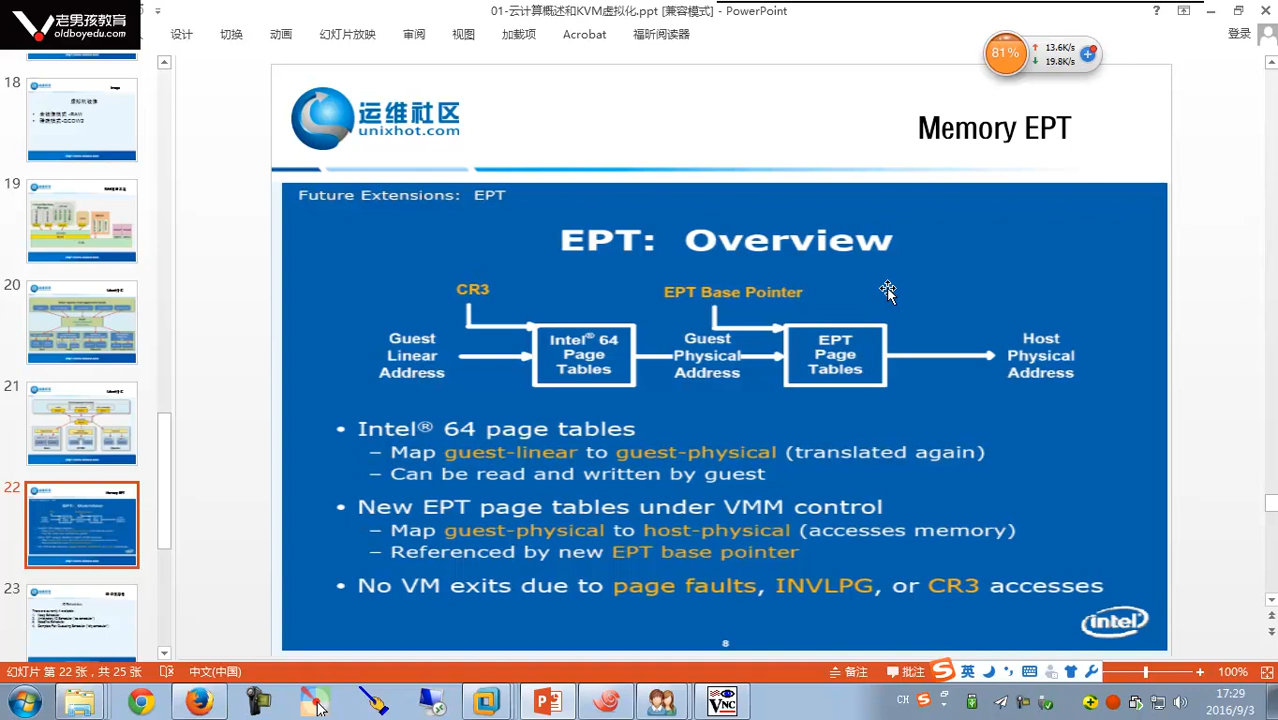 老男孩教育
oldboyedu.com
01-云计算概述和KVM虚拟化.ppt [兼容模式] - PowerPoint
设计 切换 动画 幻灯片放映 审阅 视图 加载项 Acrobat 福昕阅读器 登录
81%
13.6K/s
19.8K/s
运维社区
unixhot.com
Memory EPT
Future Extensions: EPT
EPT: Overview
CR3
EPT Base Pointer
Guest
Linear
Address
Intel® 64
Page
Tables
Guest
Physical
Address
EPT
Page
Tables
Host
Physical
Address
• Intel® 64 page tables
– Map guest-linear to guest-physical (translated again)
– Can be read and written by guest
• New EPT page tables under VMM control
– Map guest-physical to host-physical (accesses memory)
– Referenced by new EPT base pointer
• No VM exits due to page faults, INVLPG, or CR3 accesses
intel
8
18
19
20
21
22
Memory EPT
23
幻灯片 第 22 张，共 25 张 中文(中国) 备注 批注 英 100%
VNC
CH
17:29
2016/9/3